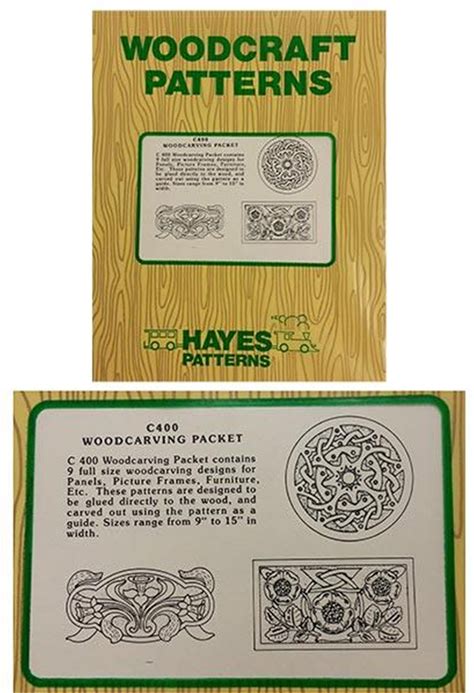 WOODCRAFT
PATTERNS
C400
WOODCARVING PACKET
C 400 Woodcarving Packet contains
9 full size woodcarving designs for
Panels, Picture Frames, Furniture,
Etc. These patterns are designed to
be glued directly to the wood, and
carved out using the pattern as a
guide. Sizes range from 9" to 15" in
width.
HAYES
PATTERNS
C400
WOODCARVING PACKET
C 400 Woodcarving Packet contains
9 full size woodcarving designs for
Panels, Picture Frames, Furniture,
Etc. These patterns are designed to
be glued directly to the wood, and
carved out using the pattern as a
guide. Sizes range from 9" to 15" in
width.